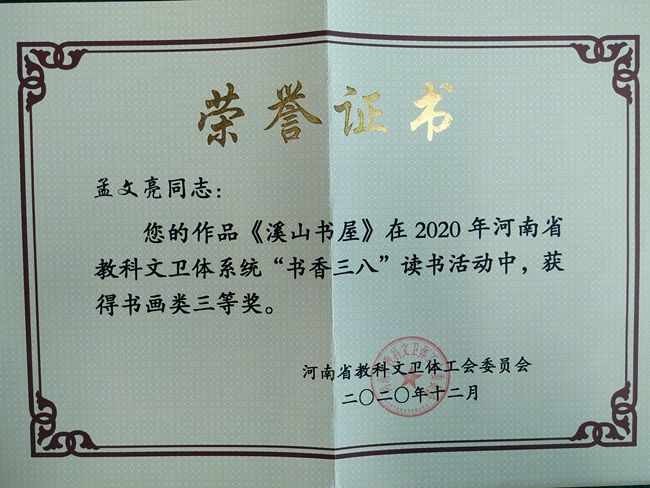 荣誉证书
孟文亮同志：
您的作品《溪山书屋》在2020年河南省
教科文卫体系统“书香三八”读书活动中，获
得书画类三等奖。
河南省教科文卫体工会委员会
二〇二〇年十二月